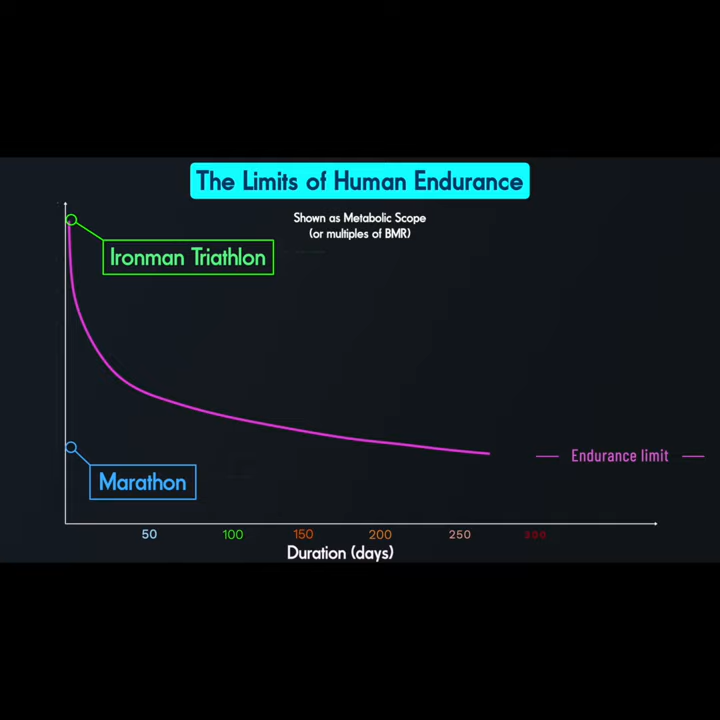 The Limits of Human Endurance
Shown as Metabolic Scope
(or multiples of BMR)
Ironman Triathlon
Endurance limit
Marathon
50 100 150 200 250 300
Duration (days)